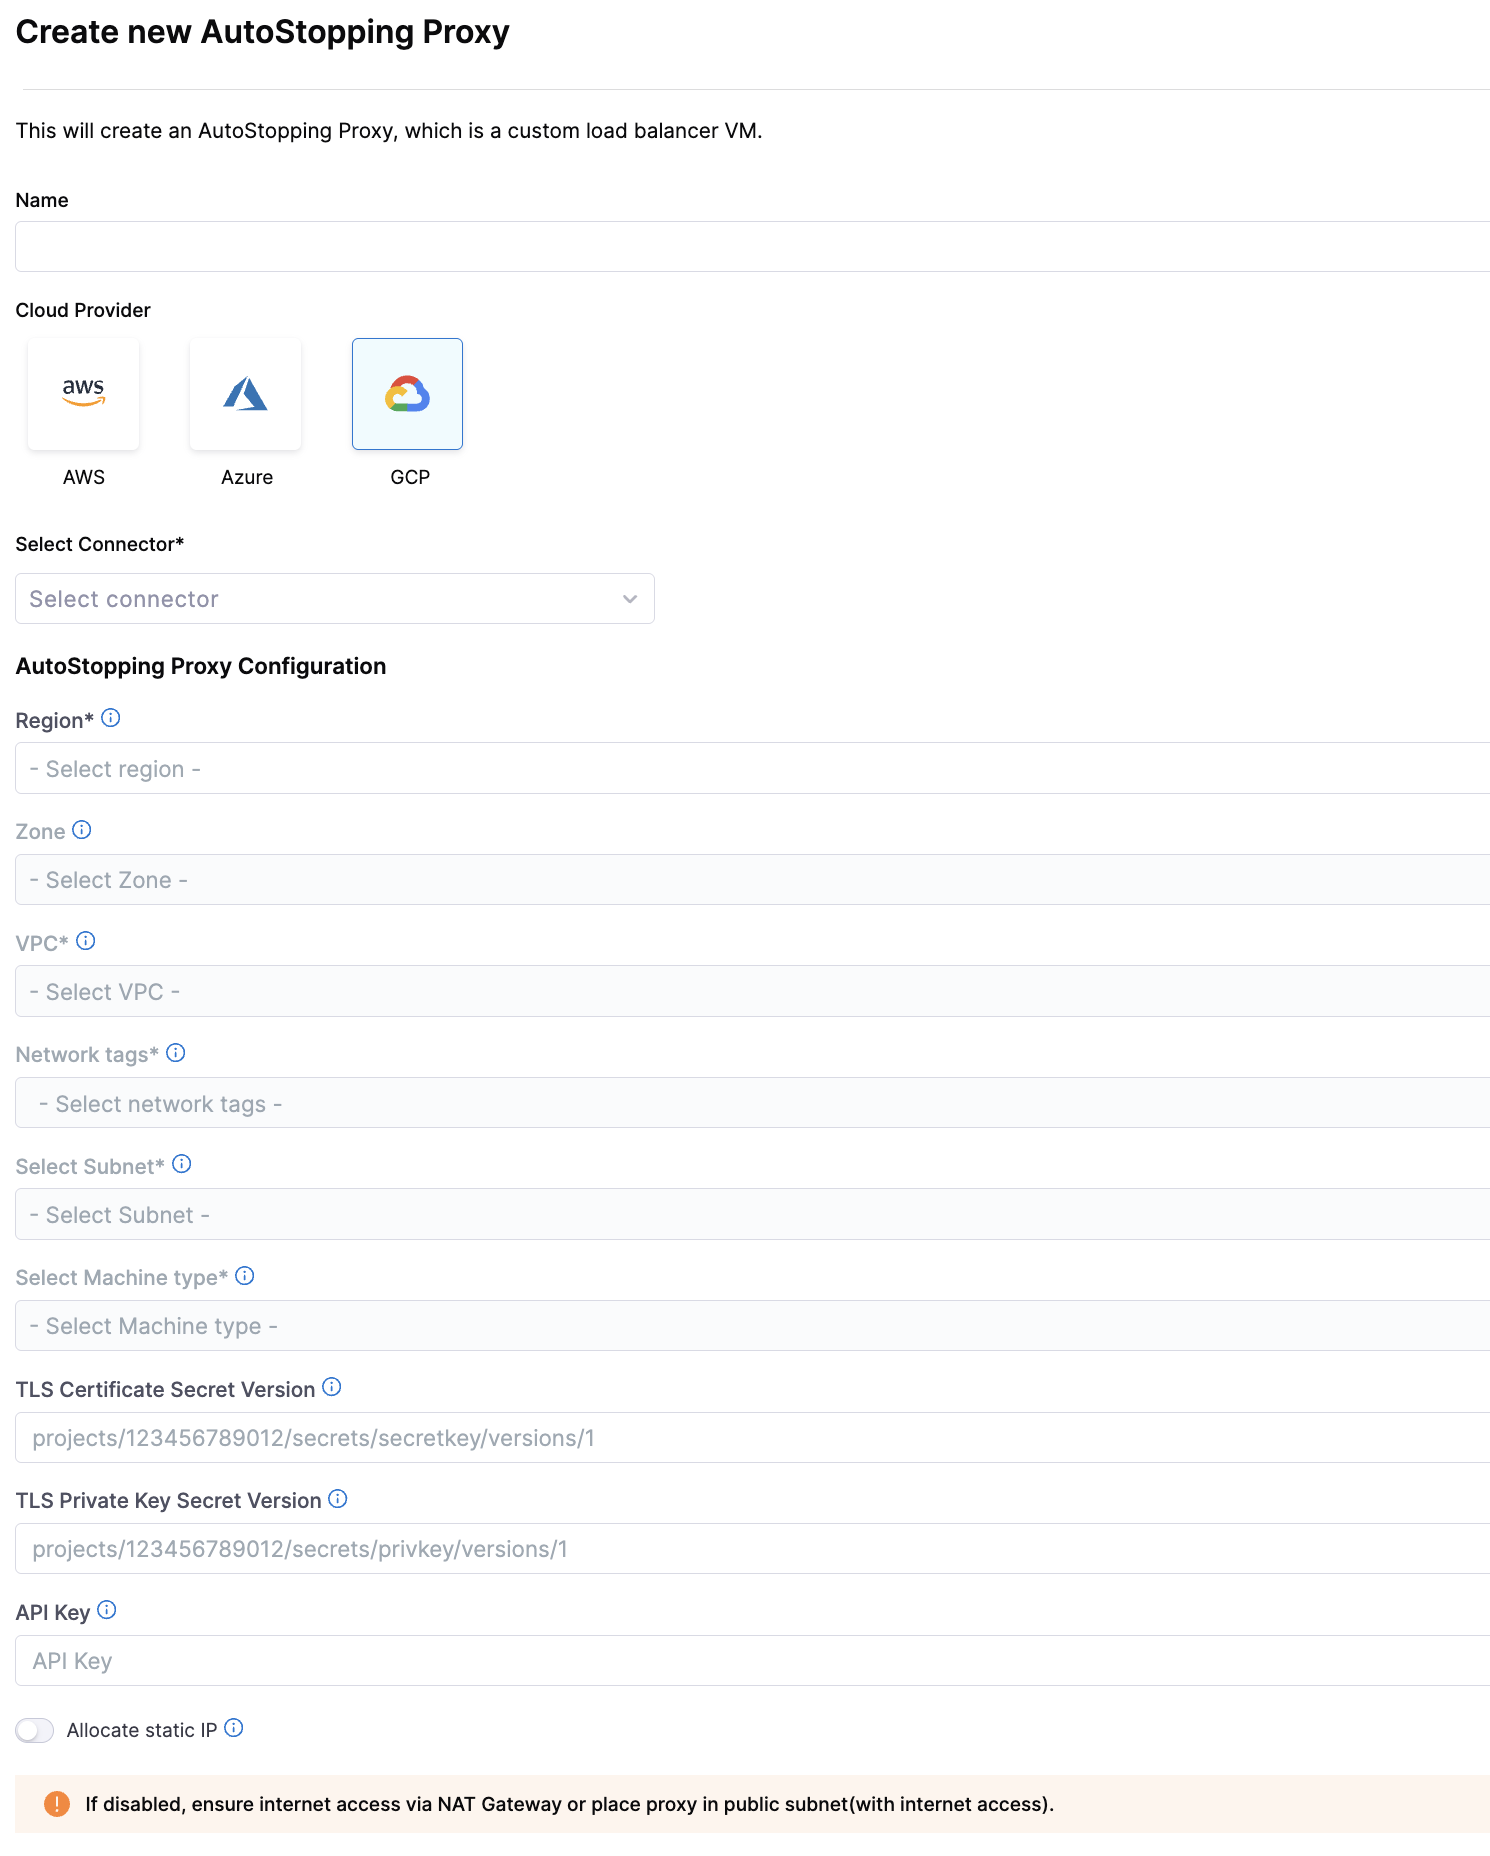 Create new AutoStopping Proxy
This will create an AutoStopping Proxy, which is a custom load balancer VM.
Name
Cloud Provider
aws
AWS Azure GCP
Select Connector*
Select connector
AutoStopping Proxy Configuration
Region*
- Select region -
Zone
- Select Zone -
VPC*
- Select VPC -
Network tags*
- Select network tags -
Select Subnet*
- Select Subnet -
Select Machine type*
- Select Machine type -
TLS Certificate Secret Version
projects/123456789012/secrets/secretkey/versions/1
TLS Private Key Secret Version
projects/123456789012/secrets/privkey/versions/1
API Key
API Key
Allocate static IP
If disabled, ensure internet access via NAT Gateway or place proxy in public subnet(with internet access).